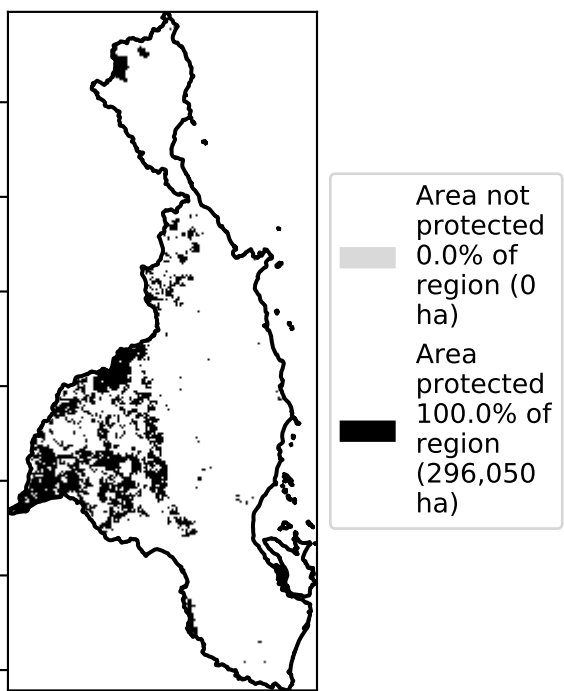 Area not
protected
0.0% of
region (0
ha)
Area
protected
100.0% of
region
(296,050
ha)